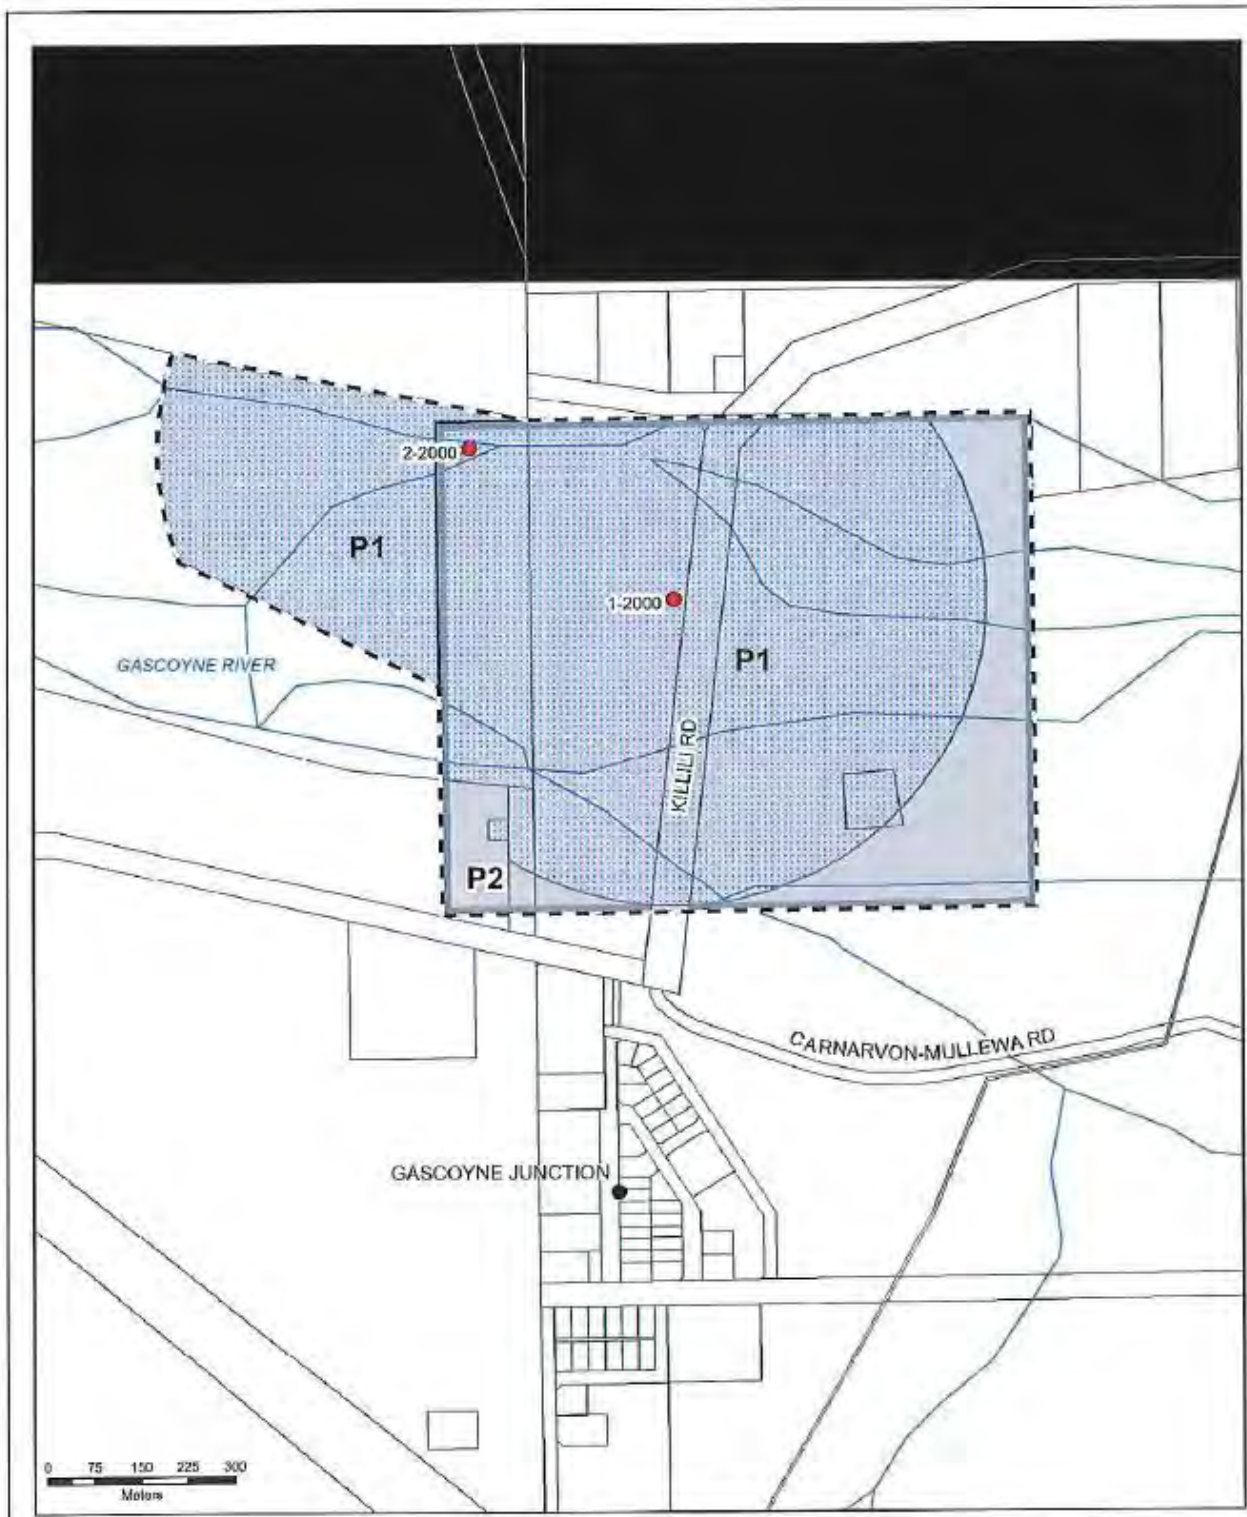 2-2000
P1
1-2000
P1
GASCOYNE RIVER
KILLILI RD
P2
CARNARVON-MULLEWA RD
GASCOYNE JUNCTION
0 75 150 225 300
Meters